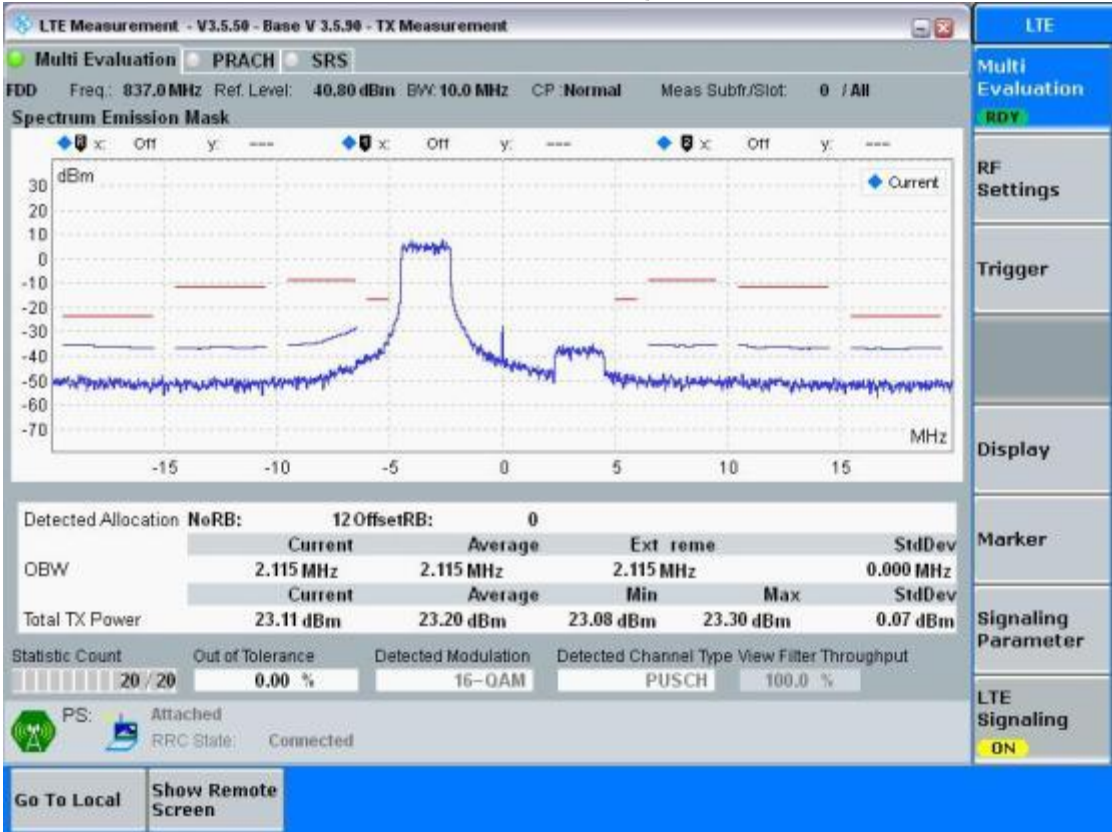 LTE Measurement - V3.5.50 - Base V 3.5.90 - TX Measurement
LTE
Multi Evaluation PRACH SRS
FDD Freq.: 837.0 MHz Ref. Level: 40.80 dBm BW: 10.0 MHz CP :Normal Meas Subfr./Slot: 0 / All
Spectrum Emission Mask
x: Off y: --- x: Off y: --- x: Off y: ---
dBm
Current
30
20
10
0
-10
-20
-30
-40
-50
-60
-70
MHz
-15 -10 -5 0 5 10 15
Detected Allocation NoRB: 12 OffsetRB: 0
Current Average Ext reme StdDev
OBW 2.115 MHz 2.115 MHz 2.115 MHz 0.000 MHz
Current Average Min Max StdDev
Total TX Power 23.11 dBm 23.20 dBm 23.08 dBm 23.30 dBm 0.07 dBm
Statistic Count Out of Tolerance Detected Modulation Detected Channel Type View Filter Throughput
20 / 20 0.00 % 16-QAM PUSCH 100.0 %
PS: Attached
RRC State: Connected
Multi
Evaluation
RDY
RF
Settings
Trigger
Display
Marker
Signaling
Parameter
LTE
Signaling
ON
Go To Local
Show Remote
Screen